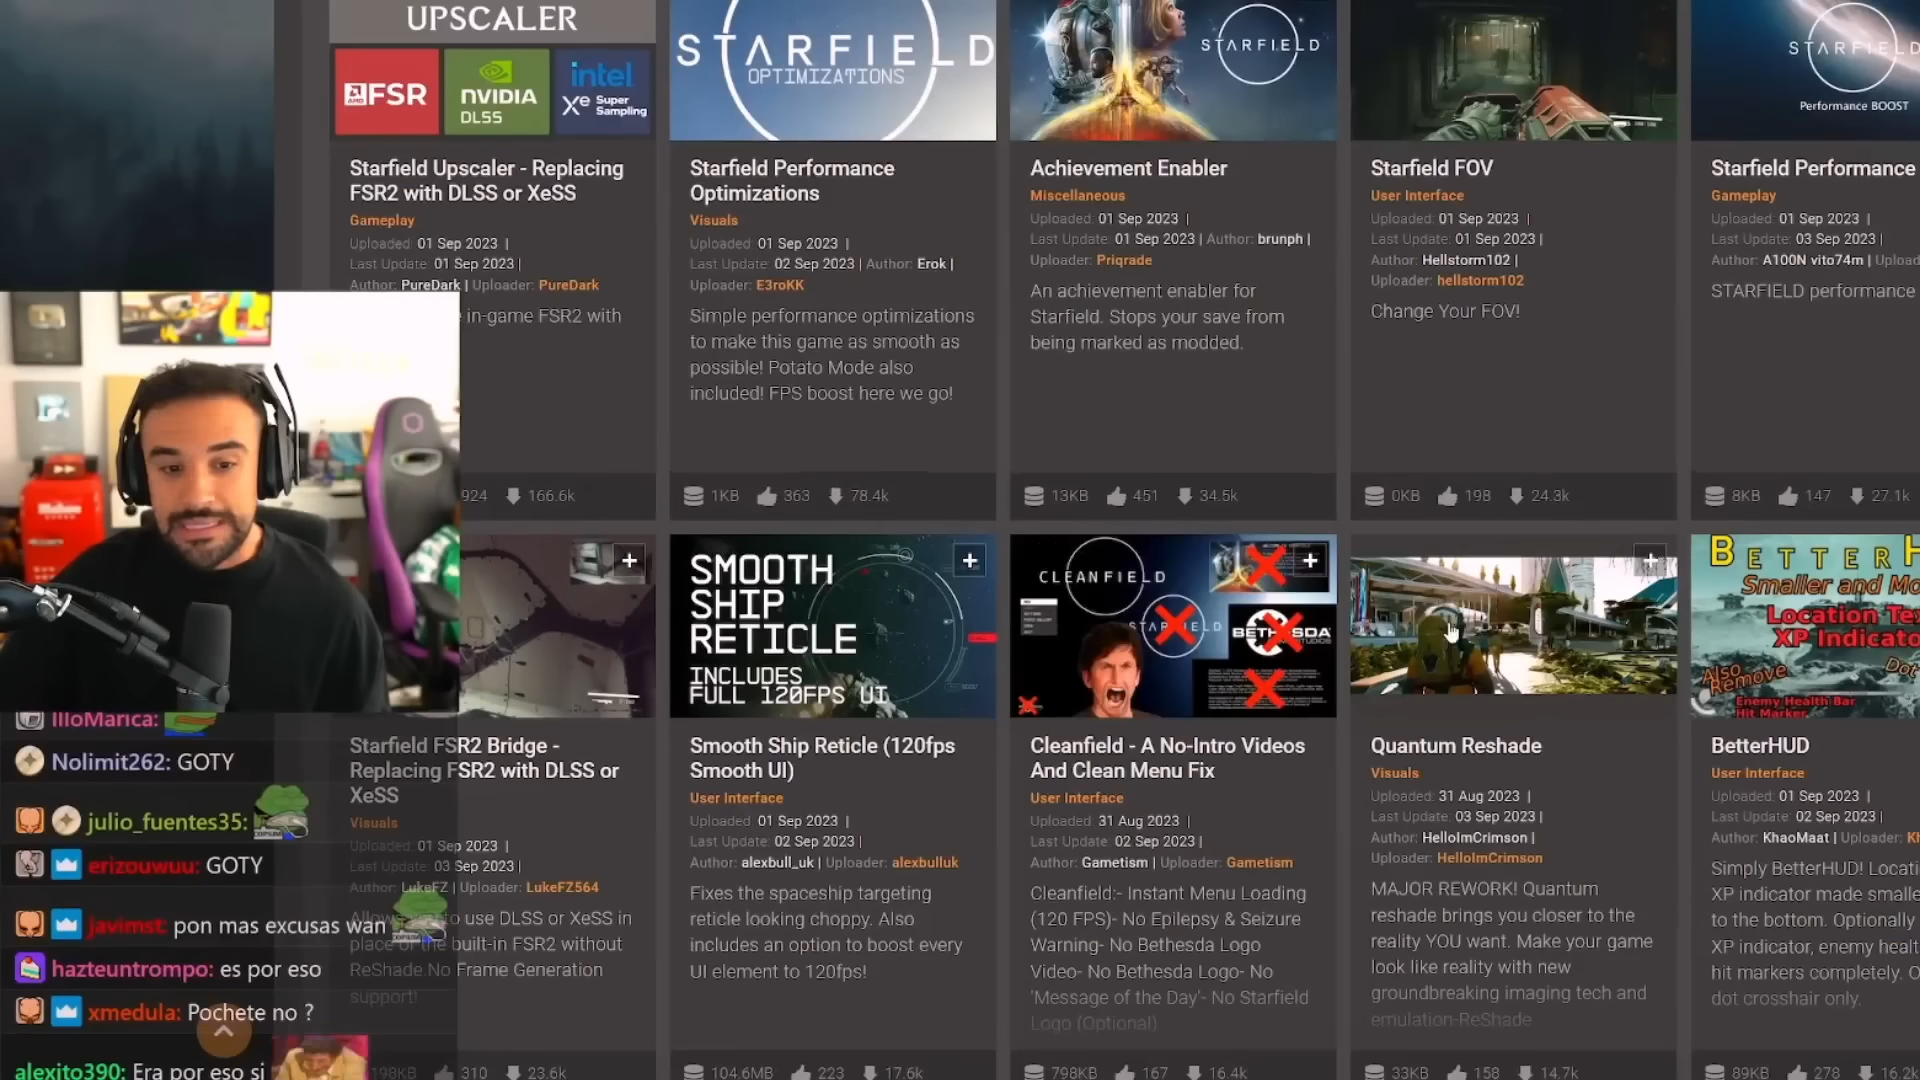 UPSCALER
AMD FSR
NVIDIA DLSS
intel Xe Super Sampling
Starfield Upscaler - Replacing
FSR2 with DLSS or XeSS
Gameplay
Uploaded: 01 Sep 2023 |
Last Update: 01 Sep 2023 |
Author: PureDark | Uploader: PureDark
in-game FSR2 with
924 166.6k
STARFIELD
OPTIMIZATIONS
Starfield Performance
Optimizations
Visuals
Uploaded: 01 Sep 2023 |
Last Update: 02 Sep 2023 | Author: Erok |
Uploader: E3roKK
Simple performance optimizations
to make this game as smooth as
possible! Potato Mode also
included! FPS boost here we go!
1KB 363 78.4k
STARFIELD
Achievement Enabler
Miscellaneous
Uploaded: 01 Sep 2023 |
Last Update: 01 Sep 2023 | Author: brunph |
Uploader: Priqrade
An achievement enabler for
Starfield. Stops your save from
being marked as modded.
13KB 451 34.5k
Starfield FOV
User Interface
Uploaded: 01 Sep 2023 |
Last Update: 01 Sep 2023 |
Author: Hellstorm102 |
Uploader: hellstorm102
Change Your FOV!
0KB 198 24.3k
STARFIELD
Performance BOOST
Starfield Performance
Gameplay
Uploaded: 01 Sep 2023 |
Last Update: 03 Sep 2023 |
Author: A100N vito74m | Upload
STARFIELD performance
8KB 147 27.1k
Starfield FSR2 Bridge -
Replacing FSR2 with DLSS or
XeSS
Visuals
Uploaded: 01 Sep 2023 |
Last Update: 03 Sep 2023 |
Author: LukeFZ | Uploader: LukeFZ564
Allows to use DLSS or XeSS in
place of the built-in FSR2 without
ReShade.No Frame Generation
support!
198KB 310 23.6k
SMOOTH
SHIP
RETICLE
INCLUDES
FULL 120FPS UI
Smooth Ship Reticle (120fps
Smooth UI)
User Interface
Uploaded: 01 Sep 2023 |
Last Update: 02 Sep 2023 |
Author: alexbull_uk | Uploader: alexbulluk
Fixes the spaceship targeting
reticle looking choppy. Also
includes an option to boost every
UI element to 120fps!
104.6MB 223 17.6k
CLEANFIELD
Cleanfield - A No-Intro Videos
And Clean Menu Fix
User Interface
Uploaded: 31 Aug 2023 |
Last Update: 02 Sep 2023 |
Author: Gametism | Uploader: Gametism
Cleanfield:- Instant Menu Loading
(120 FPS)- No Epilepsy & Seizure
Warning- No Bethesda Logo
Video- No Bethesda Logo- No
'Message of the Day'- No Starfield
Logo (Optional)
798KB 167 16.4k
Quantum Reshade
Visuals
Uploaded: 31 Aug 2023 |
Last Update: 03 Sep 2023 |
Author: HelloImCrimson |
Uploader: HelloImCrimson
MAJOR REWORK! Quantum
reshade brings you closer to the
reality YOU want. Make your game
look like reality with new
groundbreaking imaging tech and
emulation-ReShade
33KB 158 14.7k
BETTERH
Smaller and Mo
Location Te
XP Indicato
Also Remove
Dot
Enemy Health Bar
Hit Marker
BetterHUD
User Interface
Uploaded: 01 Sep 2023 |
Last Update: 02 Sep 2023 |
Author: KhaoMaat | Uploader: Kh
Simply BetterHUD! Locati
XP indicator made smalle
to the bottom. Optionally
XP indicator, enemy healt
hit markers completely. O
dot crosshair only.
89KB 278 16.2k
IlloMarica:
Nolimit262: GOTY
julio_fuentes35:
erizouwuu: GOTY
javimst: pon mas excusas wan
hazteuntrompo: es por eso
xmedula: Pochete no ?
alexito390: Era por eso si